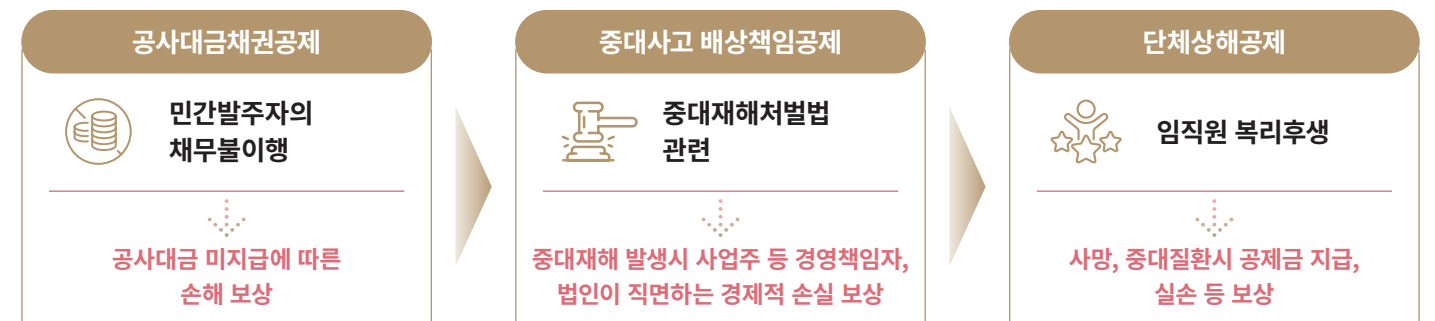 공사대금채권공제
민간발주자의
채무불이행
공사대금 미지급에 따른
손해 보상
중대사고 배상책임공제
중대재해처벌법
관련
중대재해 발생시 사업주 등 경영책임자,
법인이 직면하는 경제적 손실 보상
단체상해공제
임직원 복리후생
사망, 중대질환시 공제금 지급,
실손 등 보상